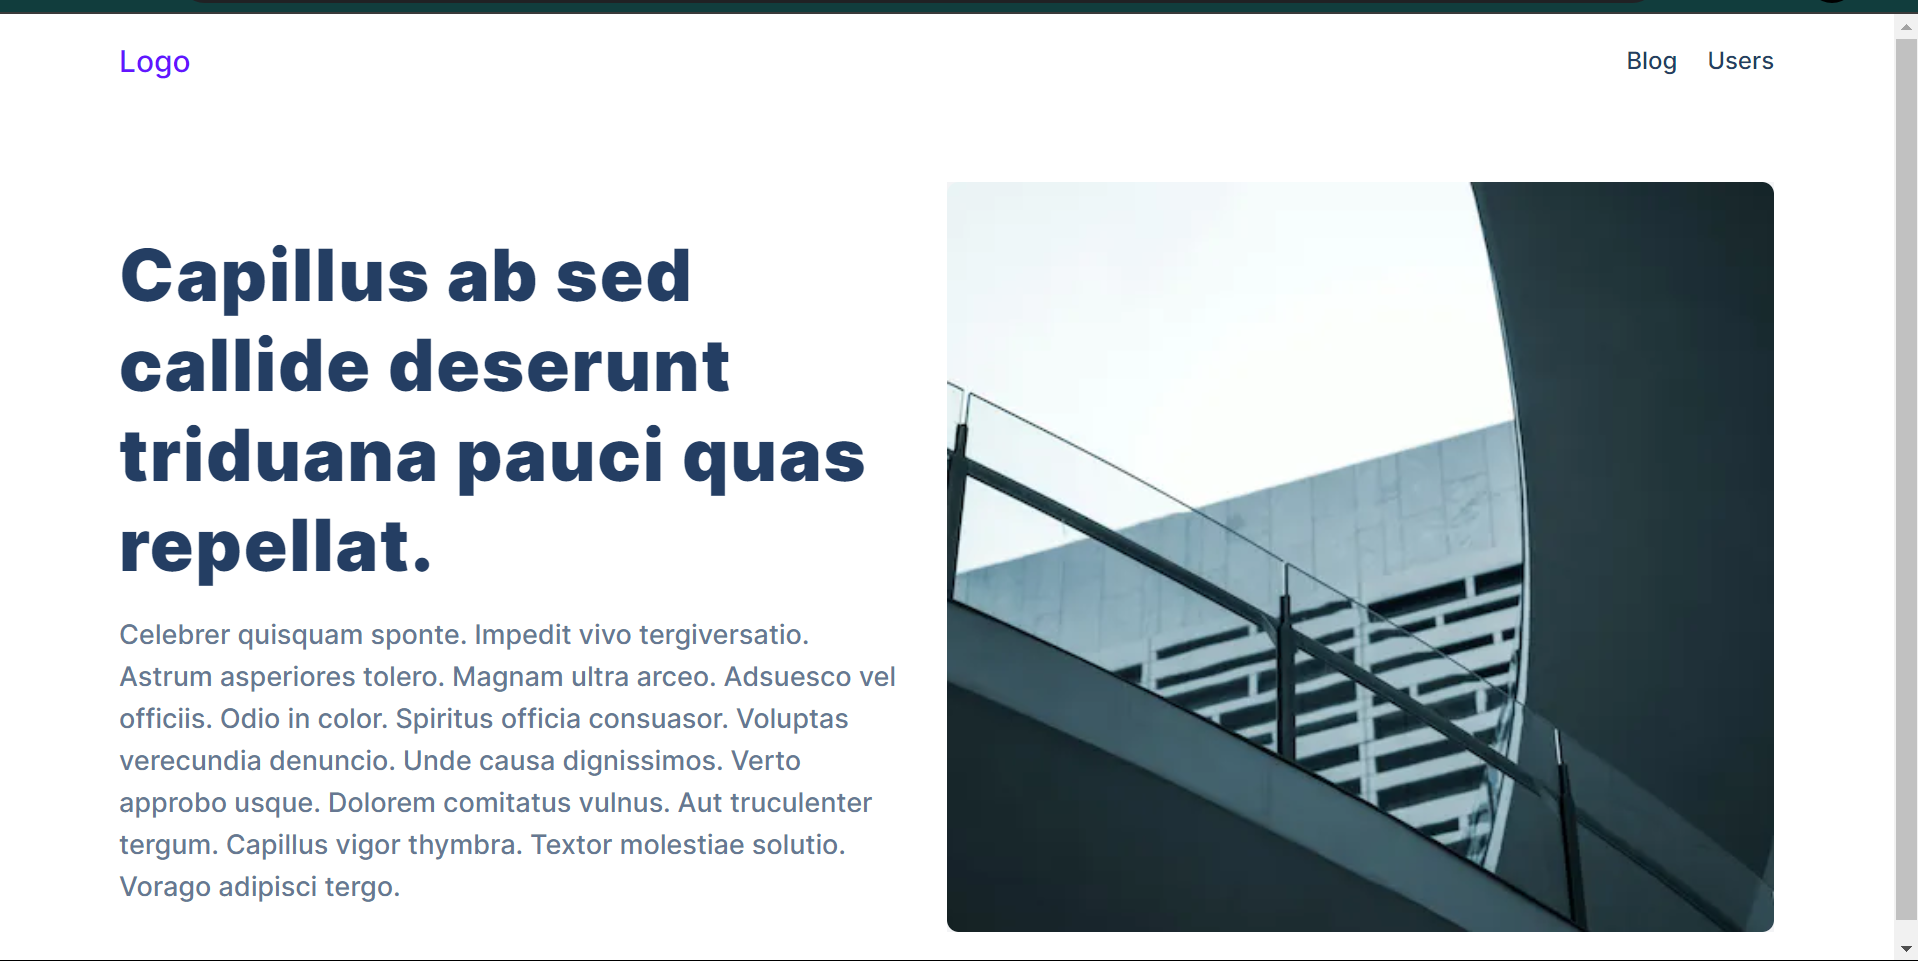 Logo
Blog Users
Capillus ab sed
callide deserunt
triduana pauci quas
repellat.
Celebrer quisquam sponte. Impedit vivo tergiversatio.
Astrum asperiores tolero. Magnam ultra arceo. Adsuesco vel
officiis. Odio in color. Spiritus officia consuasor. Voluptas
verecundia denuncio. Unde causa dignissimos. Verto
approbo usque. Dolorem comitatus vulnus. Aut truculenter
tergum. Capillus vigor thymbra. Textor molestiae solutio.
Vorago adipisci tergo.